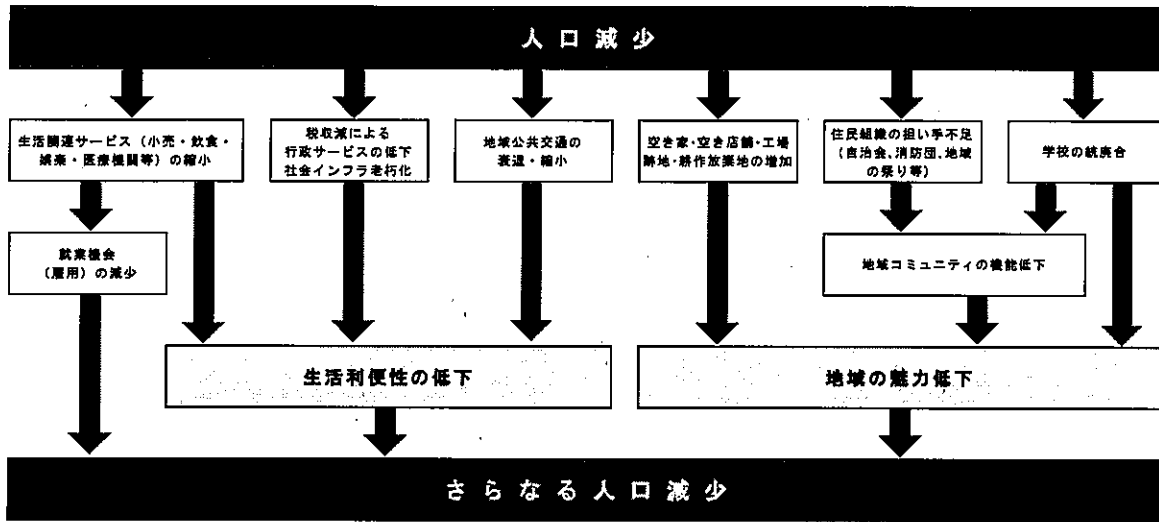 人口減少
生活関連サービス（小売・飲食・
娯楽・医療機関等）の縮小
税収減による
行政サービスの低下
社会インフラ老朽化
地域公共交通の
衰退・縮小
空き家・空き店舗・工場
跡地・耕作放棄地の増加
住民組織の担い手不足
（自治会、消防団、地域
の祭り等）
学校の統廃合
就業機会
（雇用）の減少
地域コミュニティの機能低下
生活利便性の低下
地域の魅力低下
さらなる人口減少